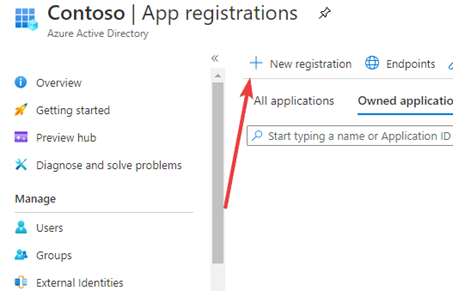 Contoso | App registrations
Azure Active Directory
«
+ New registration
Endpoints
Overview
Getting started
Preview hub
Diagnose and solve problems
All applications
Owned applicatio
Start typing a name or Application ID
Manage
Users
Groups
External Identities